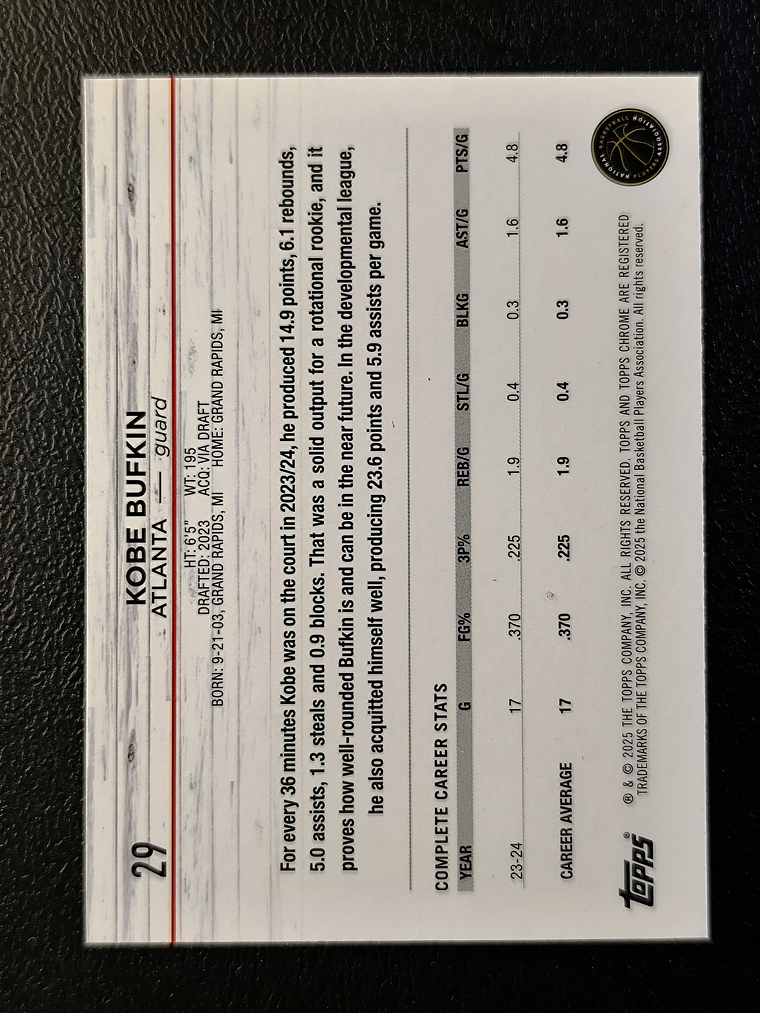 29
KOBE BUFKIN
ATLANTA — guard
HT: 6'5" WT: 195
DRAFTED: 2023 ACQ: VIA DRAFT
BORN: 9-21-03, GRAND RAPIDS, MI HOME: GRAND RAPIDS, MI
For every 36 minutes Kobe was on the court in 2023/24, he produced 14.9 points, 6.1 rebounds,
5.0 assists, 1.3 steals and 0.9 blocks. That was a solid output for a rotational rookie, and it
proves how well-rounded Bufkin is and can be in the near future. In the developmental league,
he also acquitted himself well, producing 23.6 points and 5.9 assists per game.
COMPLETE CAREER STATS
YEAR G FG% 3P% REB/G STL/G BLKG AST/G PTS/G
23-24 17 .370 .225 1.9 0.4 0.3 1.6 4.8
CAREER AVERAGE 17 .370 .225 1.9 0.4 0.3 1.6 4.8
topps®
® & © 2025 THE TOPPS COMPANY, INC. ALL RIGHTS RESERVED. TOPPS AND TOPPS CHROME ARE REGISTERED
TRADEMARKS OF THE TOPPS COMPANY, INC. © 2025 the National Basketball Players Association. All rights reserved.
NATIONAL BASKETBALL PLAYERS ASSOCIATION